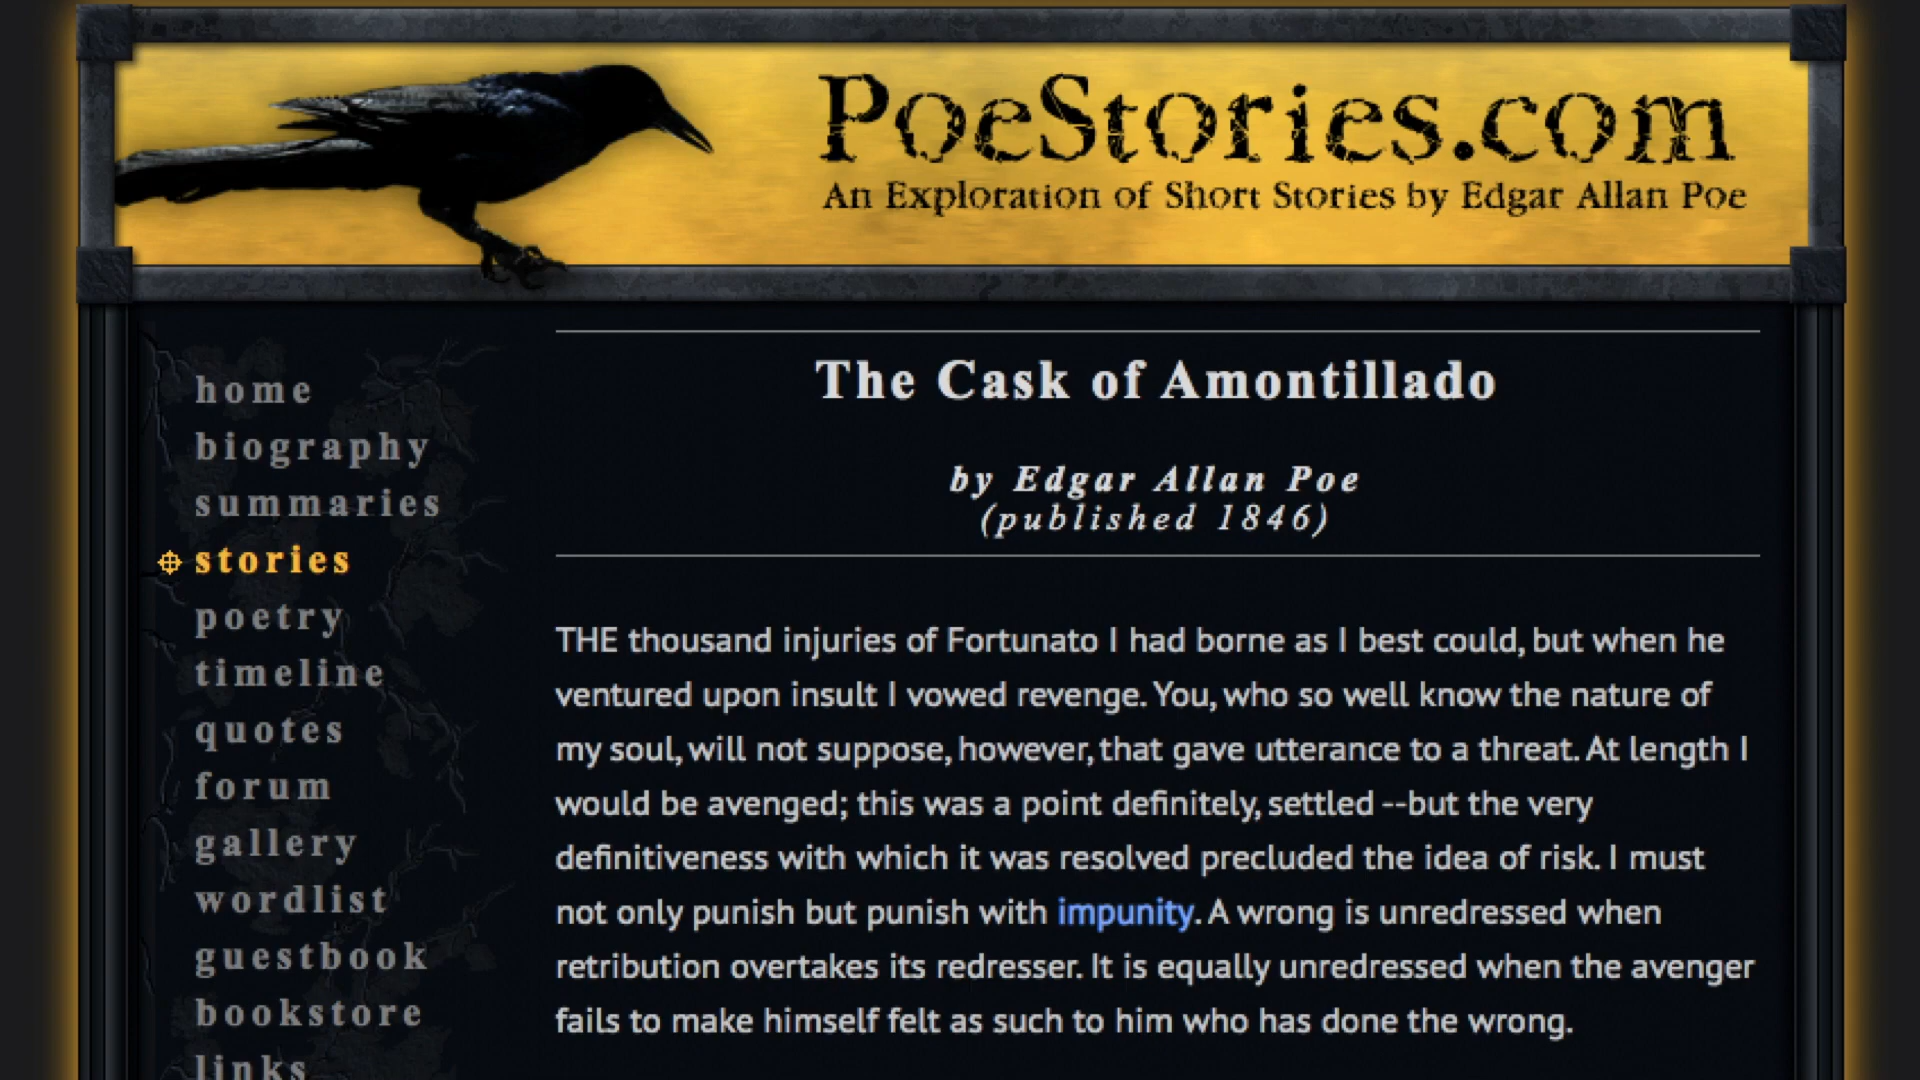 PoeStories.com
An Exploration of Short Stories by Edgar Allan Poe
home
biography
summaries
stories
poetry
timeline
quotes
forum
gallery
wordlist
guestbook
bookstore
links
The Cask of Amontillado
by Edgar Allan Poe
(published 1846)
THE thousand injuries of Fortunato I had borne as I best could, but when he
ventured upon insult I vowed revenge. You, who so well know the nature of
my soul, will not suppose, however, that gave utterance to a threat. At length I
would be avenged; this was a point definitely, settled --but the very
definitiveness with which it was resolved precluded the idea of risk. I must
not only punish but punish with impunity. A wrong is unredressed when
retribution overtakes its redresser. It is equally unredressed when the avenger
fails to make himself felt as such to him who has done the wrong.